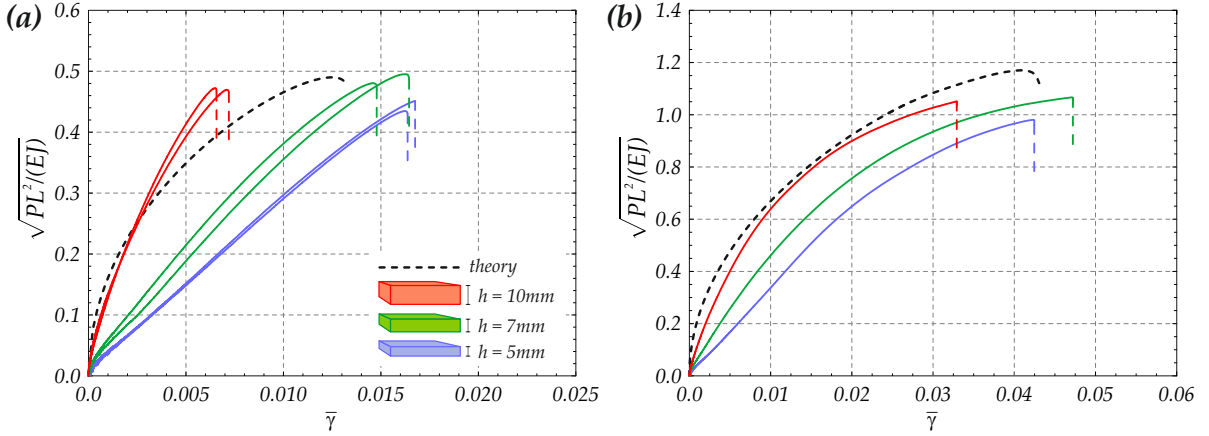 (a)
0.6
0.5
0.4
0.3
0.2
0.1
0.0
√PL²/(EJ)
0.0 0.005 0.010 0.015 0.020 0.025
γ̅
theory
h = 10mm
h = 7mm
h = 5mm
(b)
1.4
1.2
1.0
0.8
0.6
0.4
0.2
0.0
√PL²/(EJ)
0.0 0.01 0.02 0.03 0.04 0.05 0.06
γ̅